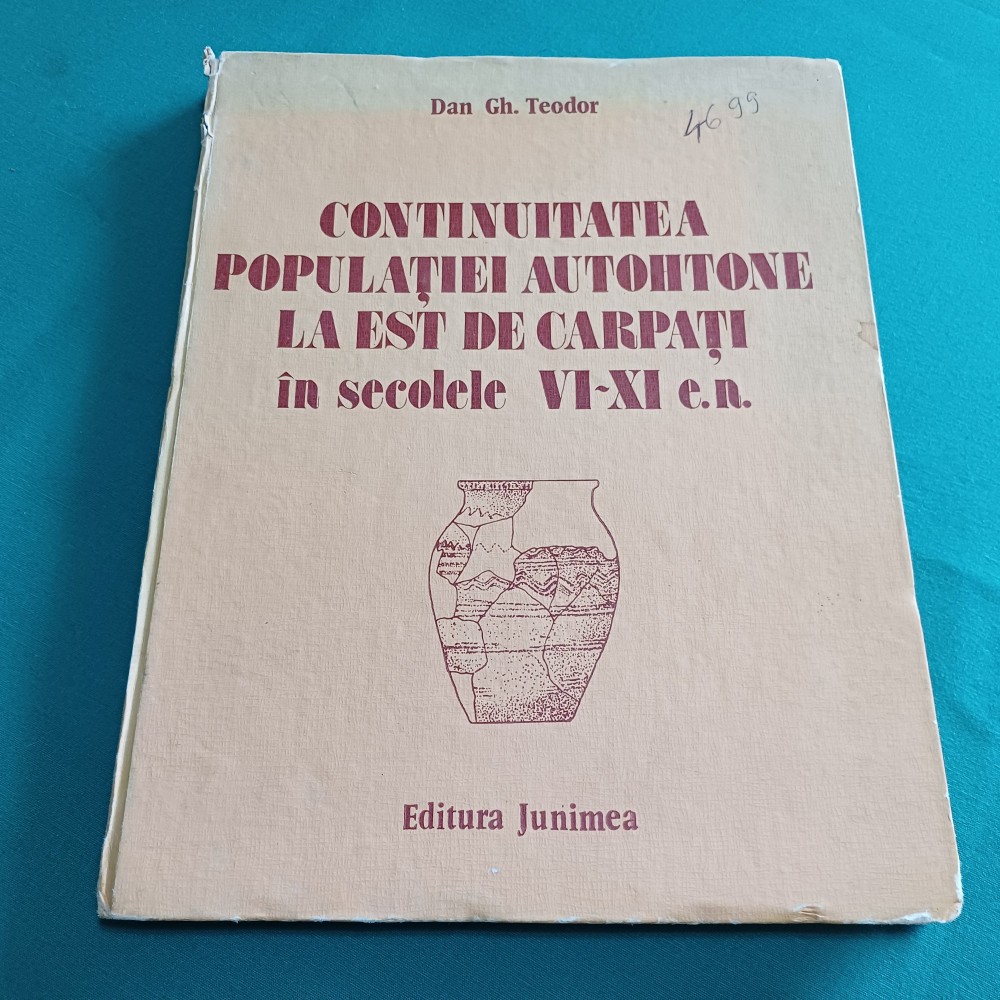 Dan Gh. Teodor
4699
CONTINUITATEA
POPULAȚIEI AUTOHTONE
LA EST DE CARPAȚI
în secolele VI-XI e.n.
Editura Junimea